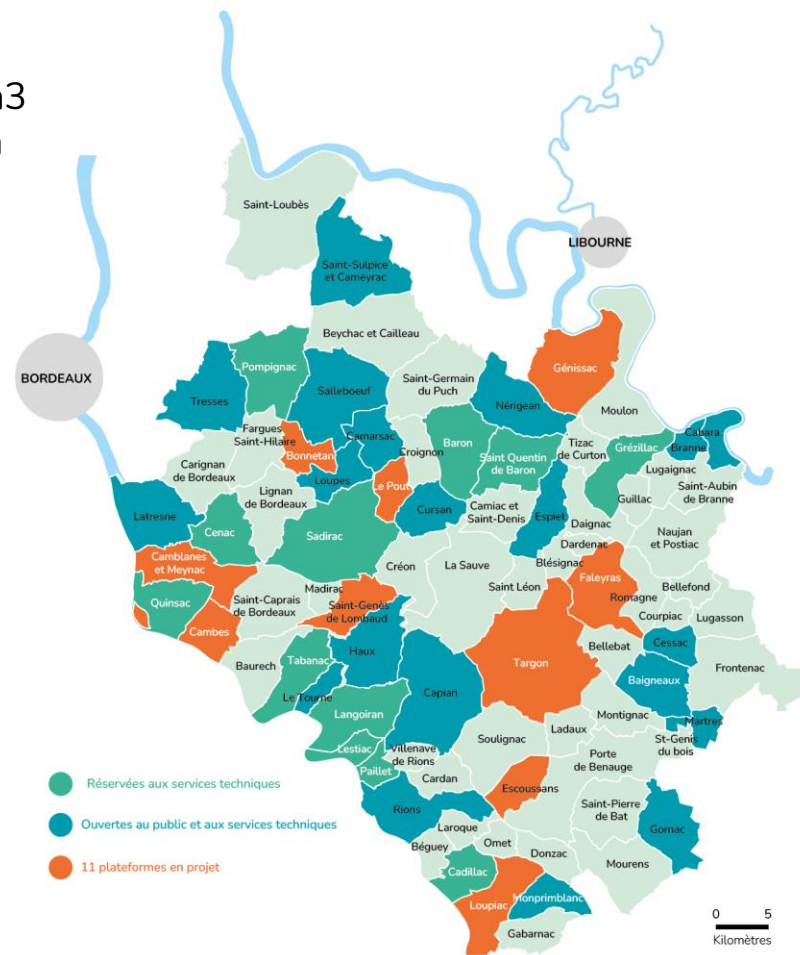 Saint-Loubès
LIBOURNE
Saint-Sulpice
et Cameyrac
Beychac et Cailleau
BORDEAUX
Pompignac
Génissac
Saint-Germain
du Puch
Salleboeuf
Tresses
Nérigean
Moulon
Fargues
Saint-Hilaire
Camarsac
Cabara
Branne
Bonnetan
Croignon
Baron
Tizac
de Curton
Grézillac
Saint Quentin
de Baron
Lugaignac
Carignan
de Bordeaux
Loupes
Le Pout
Saint-Aubin
de Branne
Lignan
de Bordeaux
Guillac
Latresne
Cursan
Camiac et
Saint-Denis
Espiet
Daignac
Cenac
Sadirac
Naujan
et Postiac
Dardenac
Camblanes
et Meynac
Créon
La Sauve
Blésignac
Faleyras
Saint Léon
Bellefond
Madirac
Romagne
Quinsac
Saint-Caprais
de Bordeaux
Saint-Genès
de Lombaud
Courpiac
Lugasson
Cambes
Bellebat
Cessac
Haux
Tabanac
Targon
Baurech
Frontenac
Baigneaux
Capian
Le Tourne
Langoiran
Montignac
Martres
Ladaux
Soulignac
St-Genis
du bois
Lestiac
Villenave
de Rions
Porte
de Benauge
Paillet
Cardan
Réservées aux services techniques
Escoussans
Saint-Pierre
de Bat
Rions
Ouvertes au public et aux services techniques
Gornac
Laroque
Béguey
Omet
Donzac
11 plateformes en projet
Mourens
Cadillac
Monprimblanc
Loupiac
Gabarnac
0 5
Kilomètres